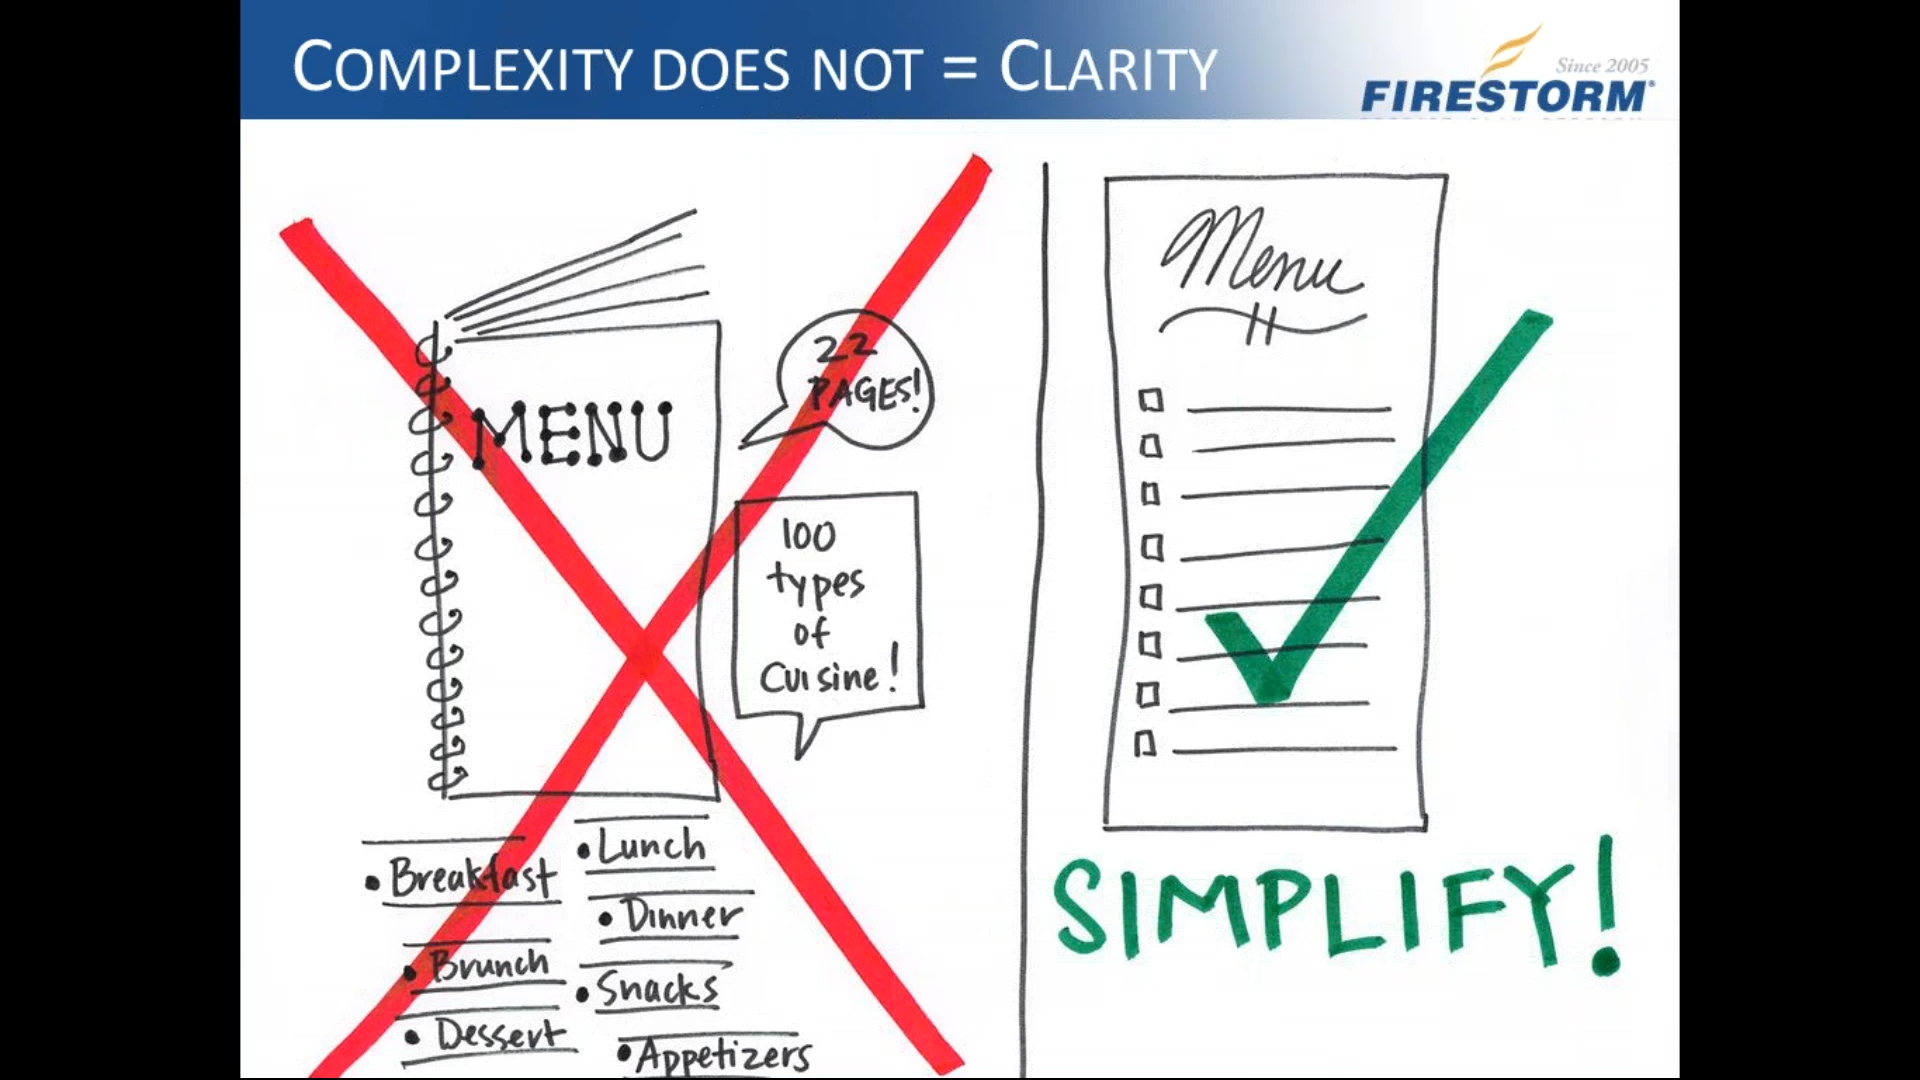 COMPLEXITY DOES NOT = CLARITY
Since 2005
FIRESTORM
MENU
22
PAGES!
100
types
of
Cuisine!
• Breakfast
• Lunch
• Dinner
• Brunch
• Snacks
• Dessert
• Appetizers
Menu
SIMPLIFY!